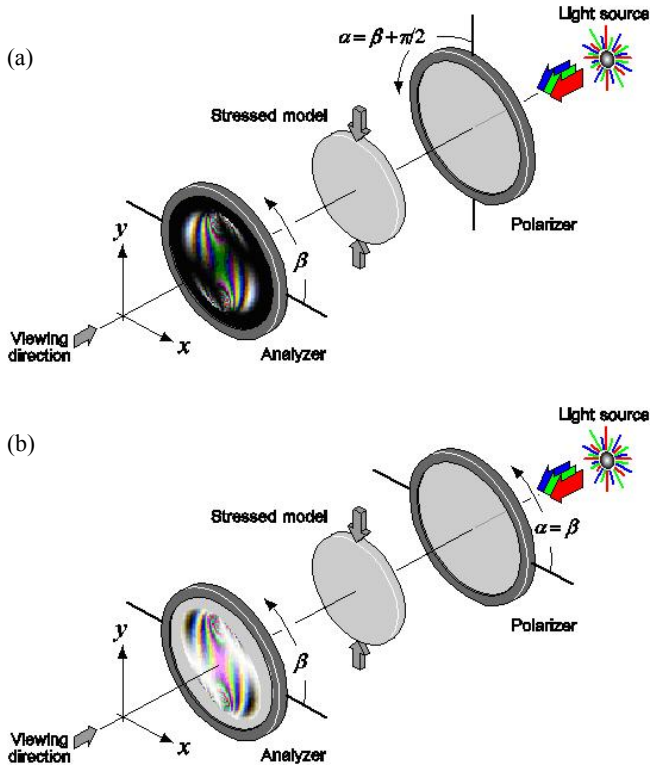 Light source
α = β + π/2
(a)
Stressed model
Polarizer
y
β
x
Viewing
direction
Analyzer
Light source
(b)
Stressed model
α = β
Polarizer
y
β
x
Viewing
direction
Analyzer